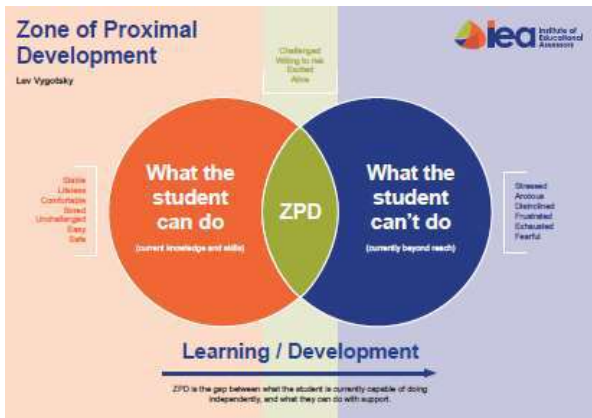 Zone of Proximal
Development
Lev Vygotsky
iea
Institute of
Educational
Assessors
Challenged
Willing to risk
Excited
Alive
Stable
Lifeless
Comfortable
Bored
Unchallenged
Easy
Safe
What the
student
can do
(current knowledge and skills)
ZPD
What the
student
can't do
(currently beyond reach)
Stressed
Anxious
Disinclined
Frustrated
Exhausted
Fearful
Learning / Development
ZPD is the gap between what the student is currently capable of doing
independently, and what they can do with support.